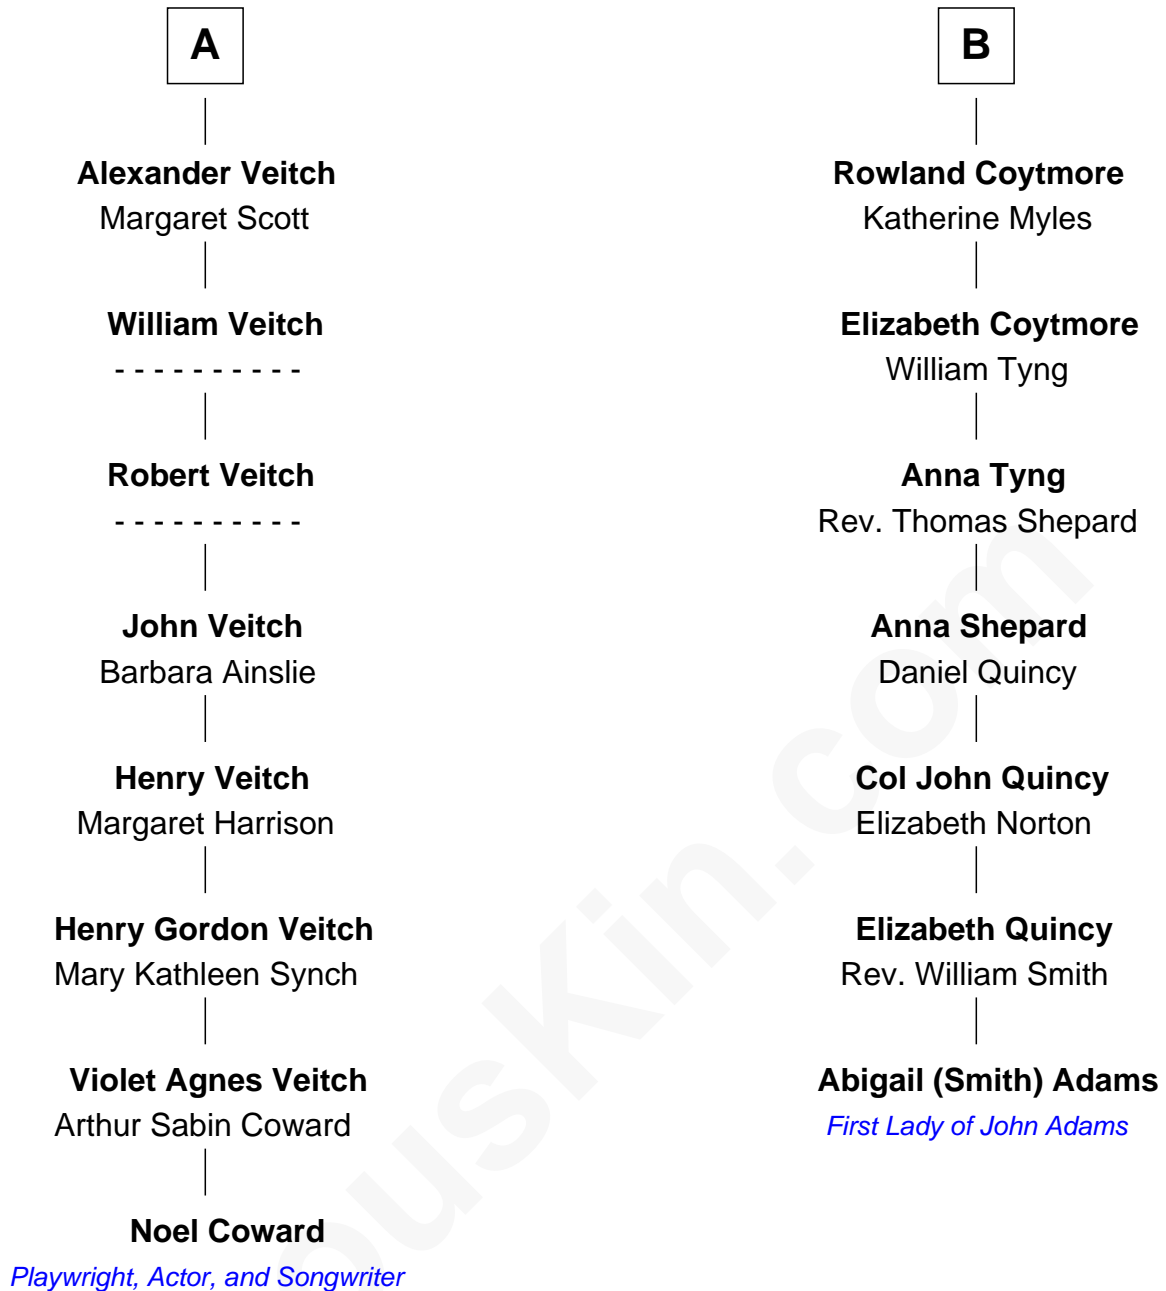 A
Alexander Veitch
Margaret Scott
William Veitch
- - - - - - - - - -
Robert Veitch
- - - - - - - - - -
John Veitch
Barbara Ainslie
Henry Veitch
Margaret Harrison
Henry Gordon Veitch
Mary Kathleen Synch
Violet Agnes Veitch
Arthur Sabin Coward
Noel Coward
Playwright, Actor, and Songwriter
B
Rowland Coytmore
Katherine Myles
Elizabeth Coytmore
William Tyng
Anna Tyng
Rev. Thomas Shepard
Anna Shepard
Daniel Quincy
Col John Quincy
Elizabeth Norton
Elizabeth Quincy
Rev. William Smith
Abigail (Smith) Adams
First Lady of John Adams
ousKin.com